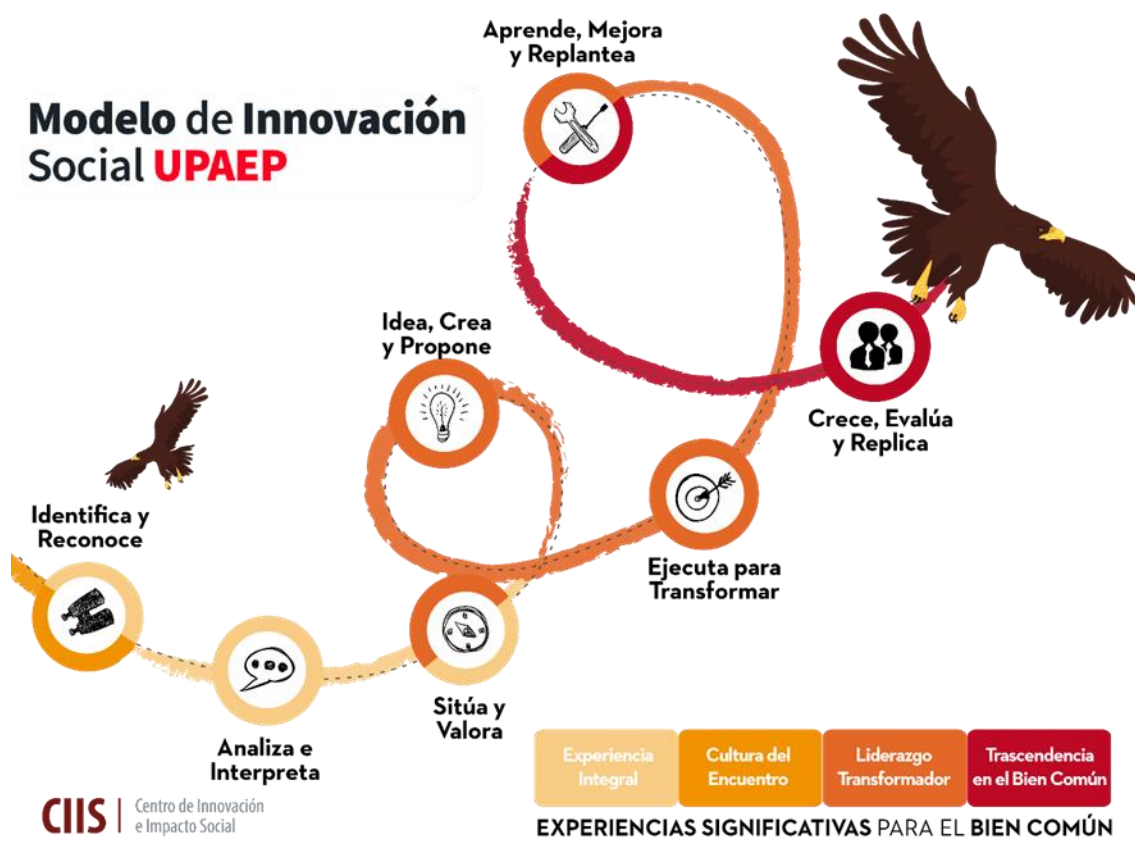 Modelo de Innovación
Social UPAEP
Aprende, Mejora
y Replantea
Idea, Crea
y Propone
Crece, Evalúa
y Replica
Identifica y
Reconoce
Ejecuta para
Transformar
Sitúa y
Valora
Analiza e
Interpreta
Experiencia
Integral
Cultura del
Encuentro
Liderazgo
Transformador
Trascendencia
en el Bien Común
CIIS | Centro de Innovación
e Impacto Social
EXPERIENCIAS SIGNIFICATIVAS PARA EL BIEN COMÚN